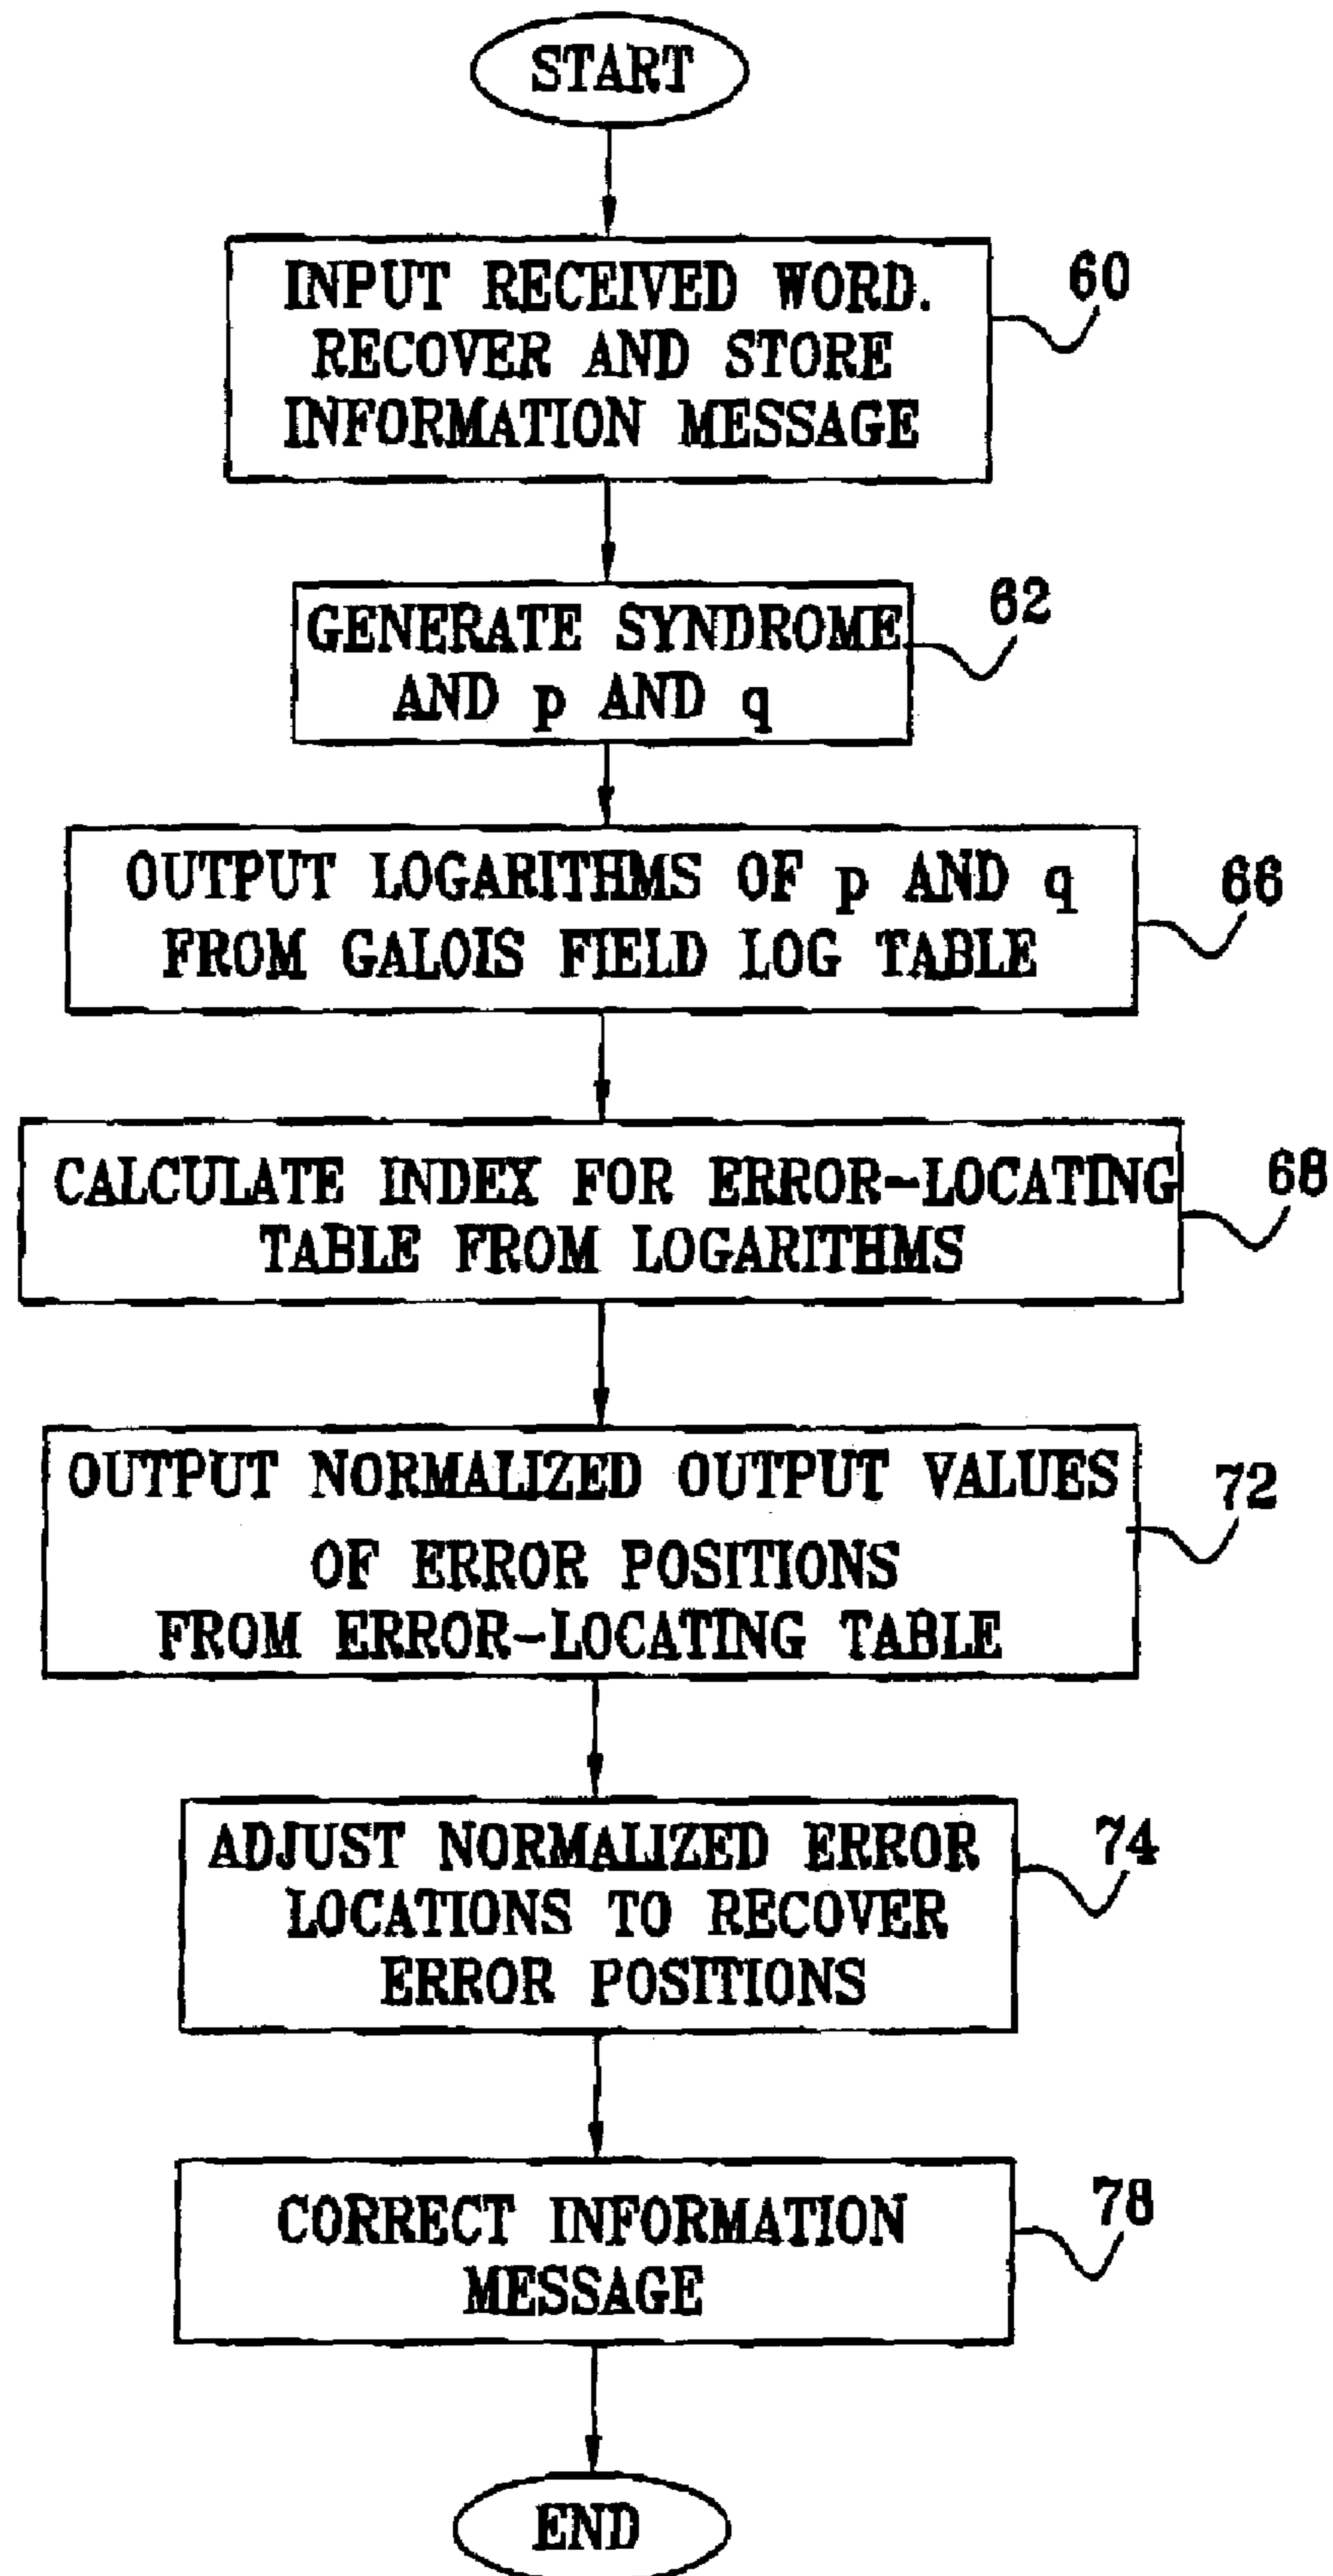 START
INPUT RECEIVED WORD.
RECOVER AND STORE
INFORMATION MESSAGE
60
GENERATE SYNDROME
AND p AND q
62
OUTPUT LOGARITHMS OF p AND q
FROM GALOIS FIELD LOG TABLE
66
CALCULATE INDEX FOR ERROR-LOCATING
TABLE FROM LOGARITHMS
68
OUTPUT NORMALIZED OUTPUT VALUES
OF ERROR POSITIONS
FROM ERROR-LOCATING TABLE
72
ADJUST NORMALIZED ERROR
LOCATIONS TO RECOVER
ERROR POSITIONS
74
CORRECT INFORMATION
MESSAGE
78
END